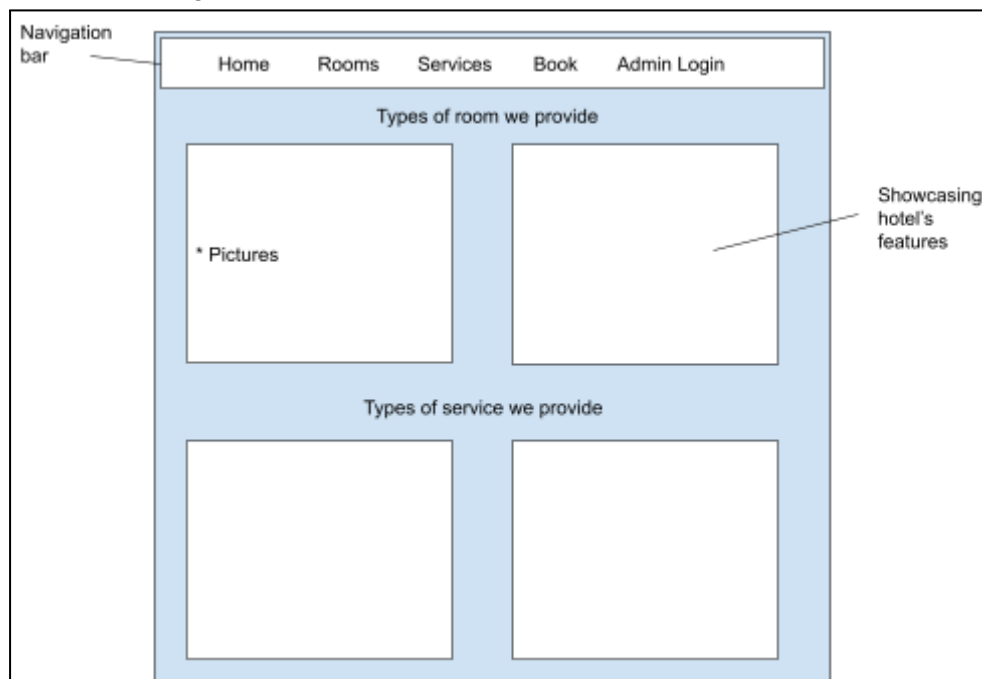 Navigation
bar
Home Rooms Services Book Admin Login
Types of room we provide
* Pictures
Showcasing
hotel's
features
Types of service we provide